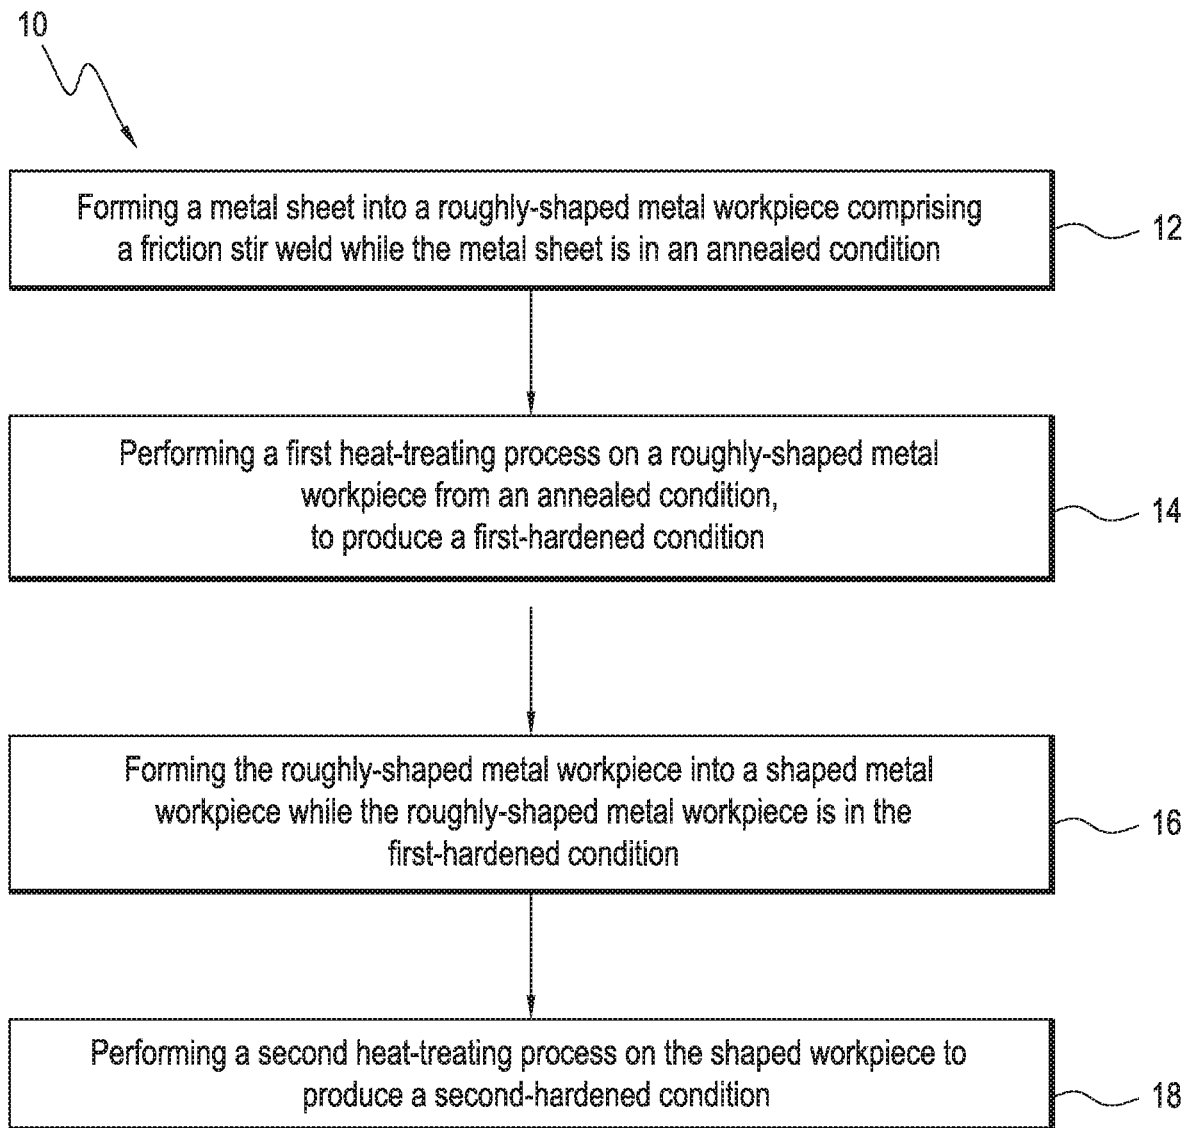 10
Forming a metal sheet into a roughly-shaped metal workpiece comprising
a friction stir weld while the metal sheet is in an annealed condition
12
Performing a first heat-treating process on a roughly-shaped metal
workpiece from an annealed condition,
to produce a first-hardened condition
14
Forming the roughly-shaped metal workpiece into a shaped metal
workpiece while the roughly-shaped metal workpiece is in the
first-hardened condition
16
Performing a second heat-treating process on the shaped workpiece to
produce a second-hardened condition
18